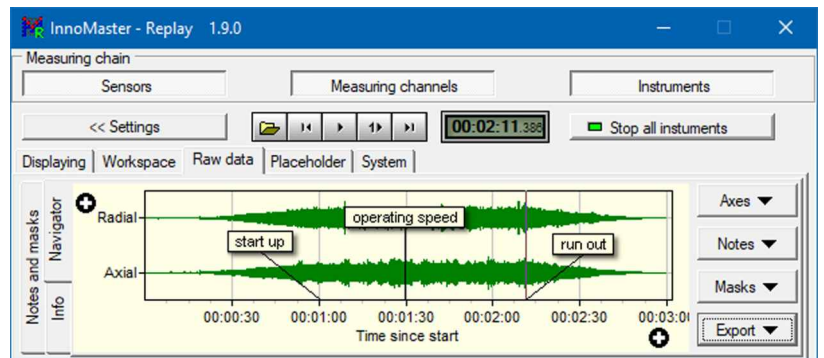 InnoMaster - Replay 1.9.0
Measuring chain
Sensors Measuring channels Instruments
<< Settings 00:02:11.386 Stop all instuments
Displaying Workspace Raw data Placeholder System
Notes and masks
Navigator
Info
Radial
Axial
operating speed
start up
run out
00:00:30 00:01:00 00:01:30 00:02:00 00:02:30 00:03:0
Time since start
Axes
Notes
Masks
Export